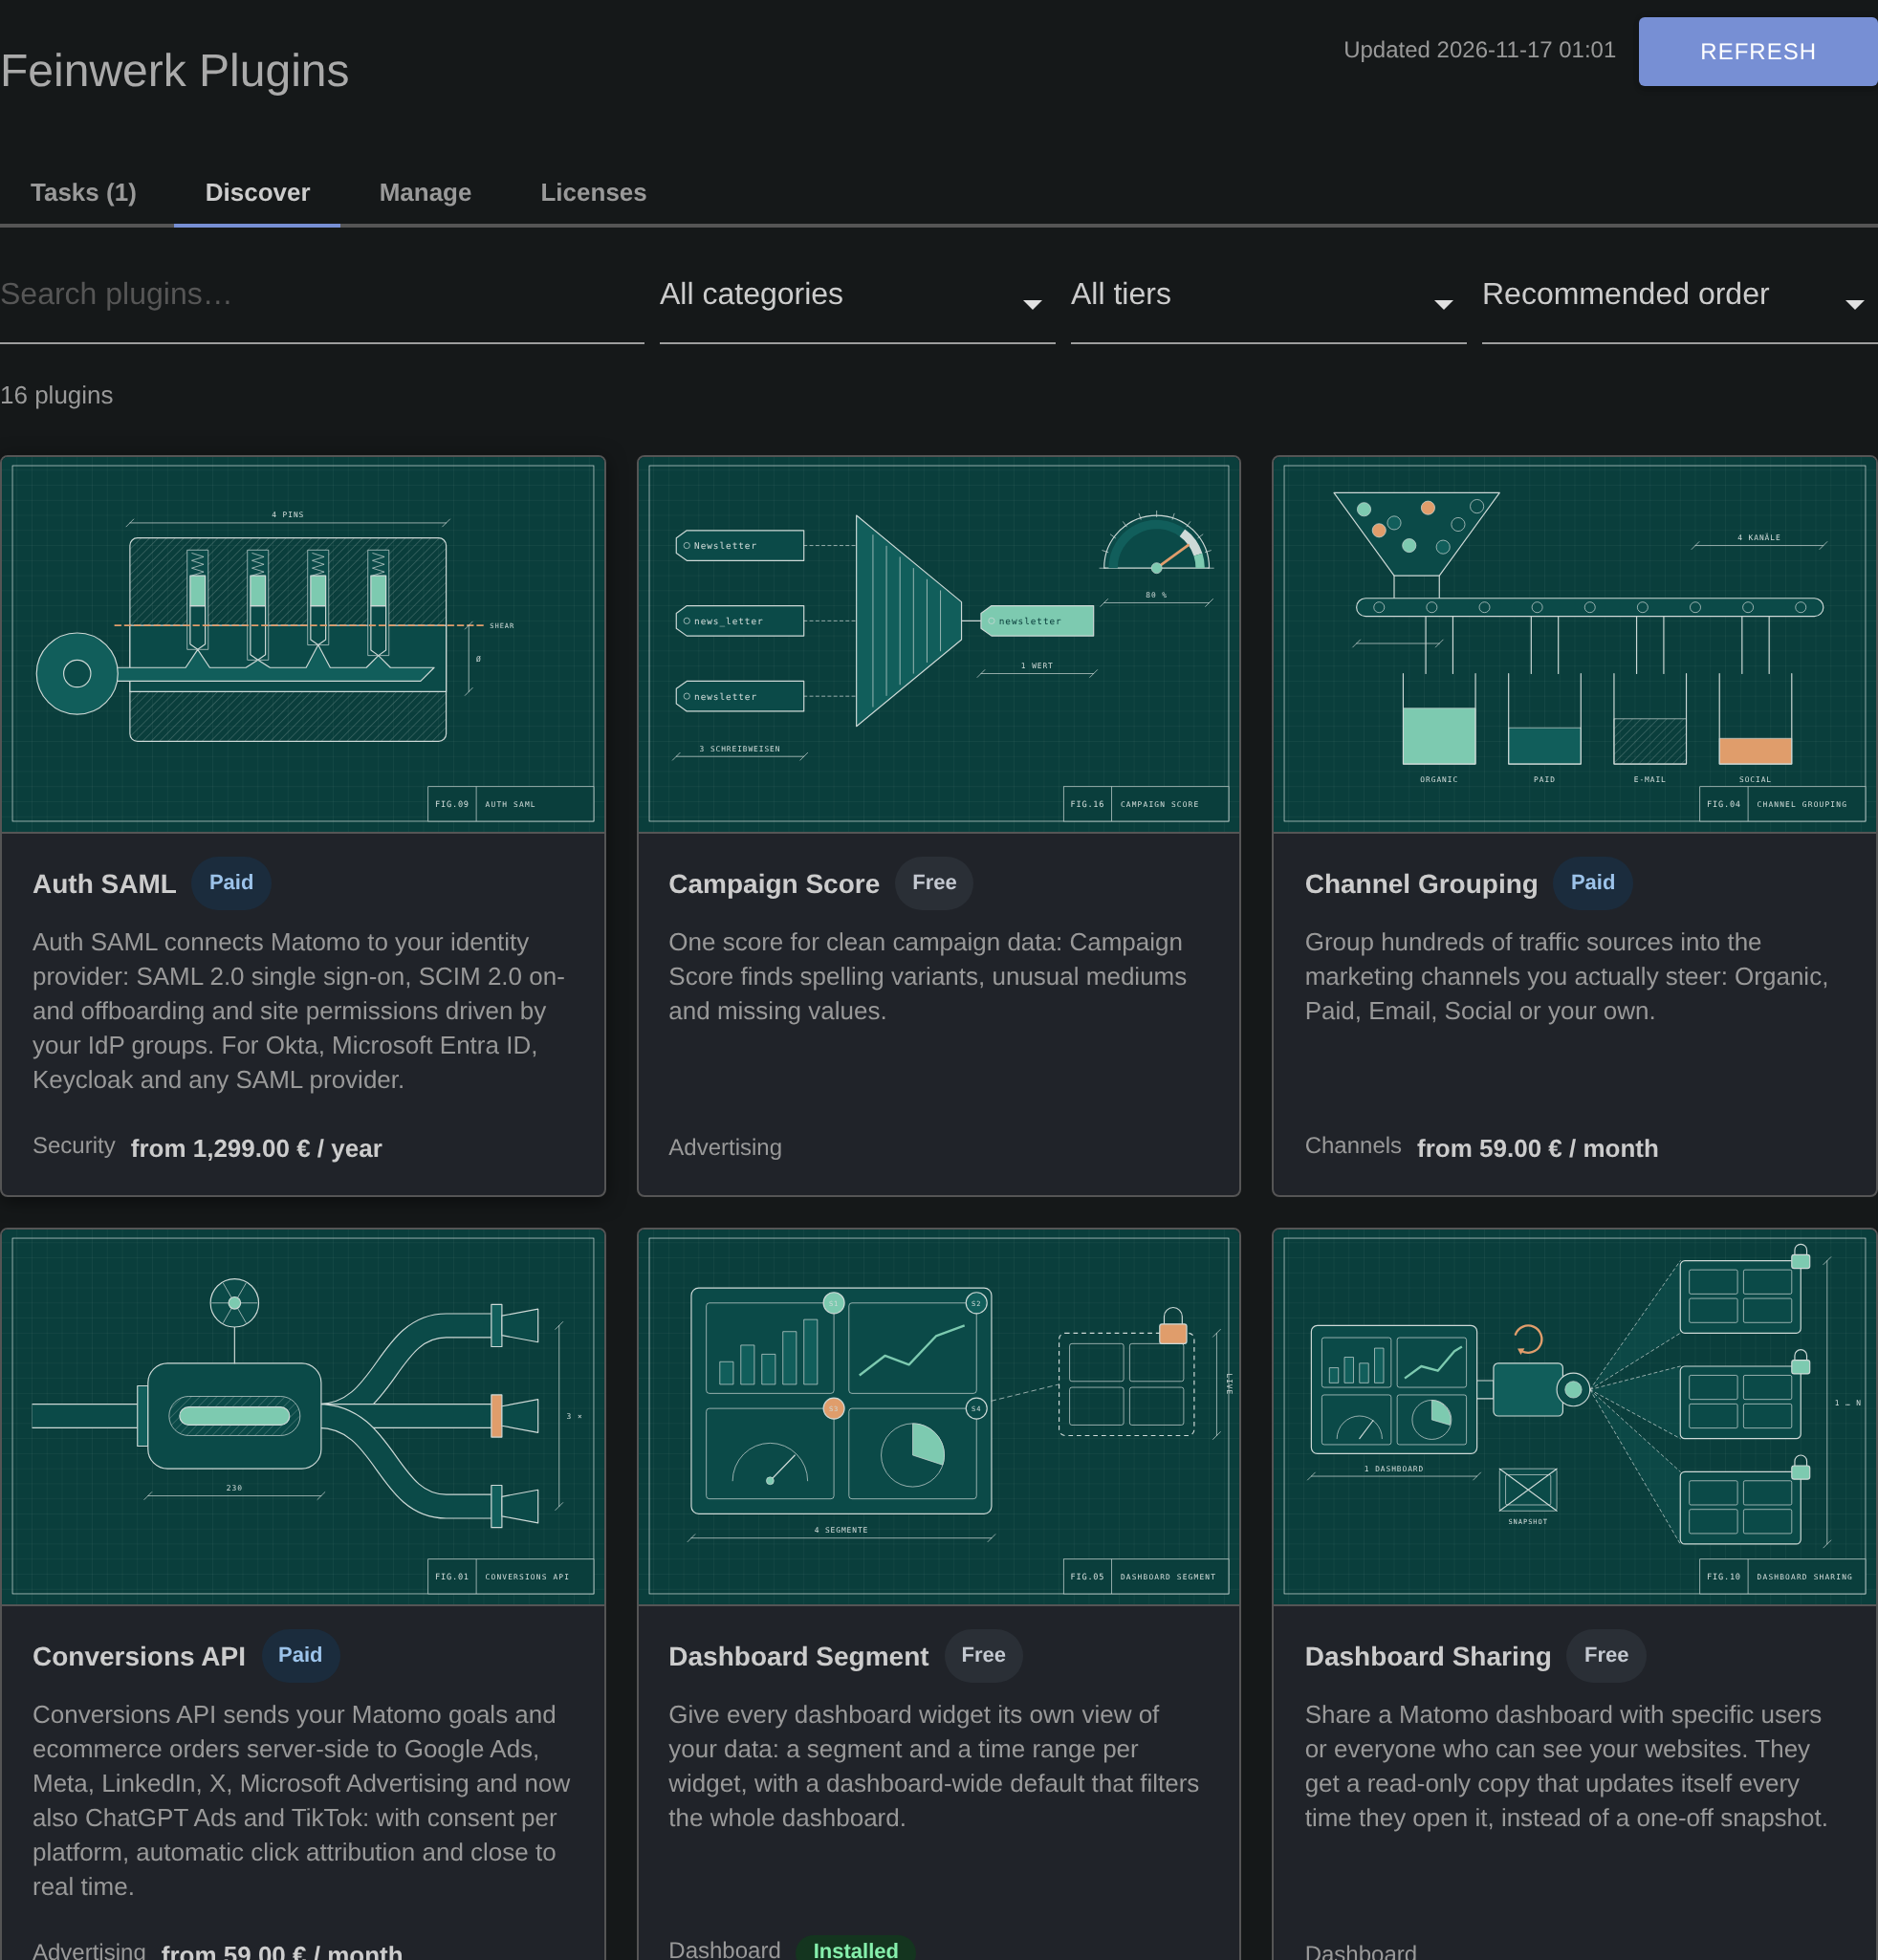 Feinwerk Plugins
Updated 2026-11-17 01:01
REFRESH
Tasks (1)
Discover
Manage
Licenses
Search plugins…
All categories
All tiers
Recommended order
16 plugins
4 PINS
SHEAR
Ø
FIG.09
AUTH SAML
Auth SAML
Paid
Auth SAML connects Matomo to your identity
provider: SAML 2.0 single sign-on, SCIM 2.0 on-
and offboarding and site permissions driven by
your IdP groups. For Okta, Microsoft Entra ID,
Keycloak and any SAML provider.
Security
from 1,299.00 € / year
Newsletter
news_letter
newsletter
3 SCHREIBWEISEN
newsletter
1 WERT
80 %
FIG.16
CAMPAIGN SCORE
Campaign Score
Free
One score for clean campaign data: Campaign
Score finds spelling variants, unusual mediums
and missing values.
Advertising
4 KANÄLE
ORGANIC
PAID
E-MAIL
SOCIAL
FIG.04
CHANNEL GROUPING
Channel Grouping
Paid
Group hundreds of traffic sources into the
marketing channels you actually steer: Organic,
Paid, Email, Social or your own.
Channels
from 59.00 € / month
230
3 ×
FIG.01
CONVERSIONS API
Conversions API
Paid
Conversions API sends your Matomo goals and
ecommerce orders server-side to Google Ads,
Meta, LinkedIn, X, Microsoft Advertising and now
also ChatGPT Ads and TikTok: with consent per
platform, automatic click attribution and close to
real time.
Advertising
from 59.00 € / month
S1
S2
S3
S4
LIVE
4 SEGMENTE
FIG.05
DASHBOARD SEGMENT
Dashboard Segment
Free
Give every dashboard widget its own view of
your data: a segment and a time range per
widget, with a dashboard-wide default that filters
the whole dashboard.
Dashboard
Installed
1 DASHBOARD
SNAPSHOT
1 … N
FIG.10
DASHBOARD SHARING
Dashboard Sharing
Free
Share a Matomo dashboard with specific users
or everyone who can see your websites. They
get a read-only copy that updates itself every
time they open it, instead of a one-off snapshot.
Dashboard